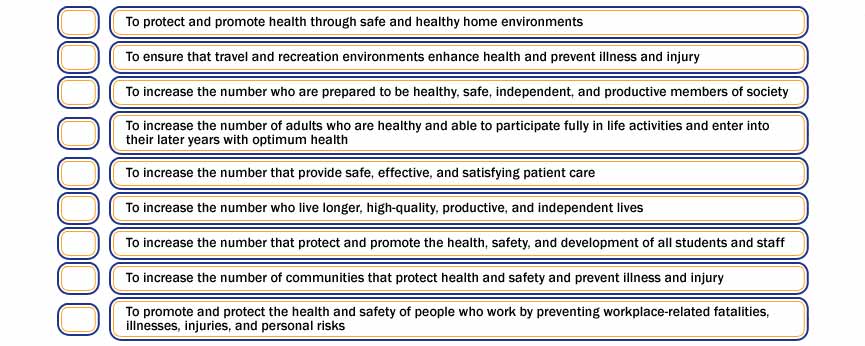 To protect and promote health through safe and healthy home environments
To ensure that travel and recreation environments enhance health and prevent illness and injury
To increase the number who are prepared to be healthy, safe, independent, and productive members of society
To increase the number of adults who are healthy and able to participate fully in life activities and enter into
their later years with optimum health
To increase the number that provide safe, effective, and satisfying patient care
To increase the number who live longer, high-quality, productive, and independent lives
To increase the number that protect and promote the health, safety, and development of all students and staff
To increase the number of communities that protect health and safety and prevent illness and injury
To promote and protect the health and safety of people who work by preventing workplace-related fatalities,
illnesses, injuries, and personal risks